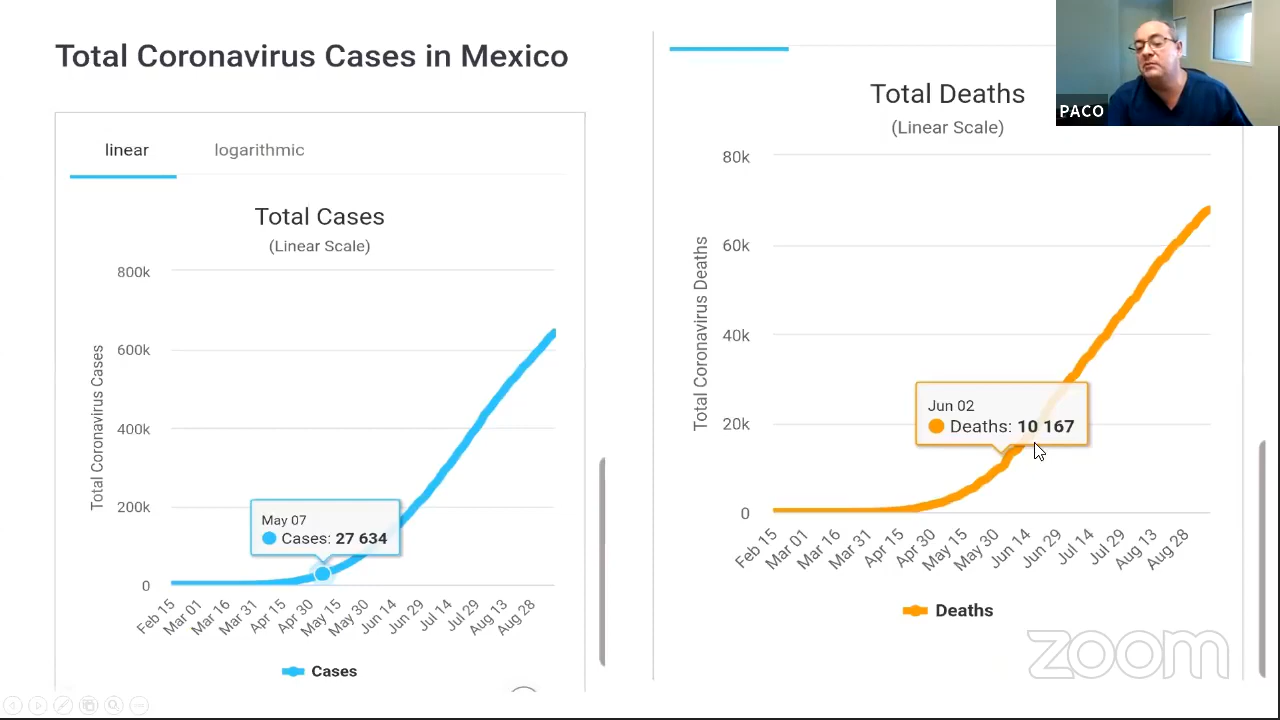 Total Coronavirus Cases in Mexico
linear
logarithmic
Total Cases
(Linear Scale)
Total Coronavirus Cases
800k
600k
400k
200k
0
May 07
Cases: 27 634
Feb 15
Mar 01
Mar 16
Mar 31
Apr 15
Apr 30
May 15
May 30
Jun 14
Jun 29
Jul 14
Jul 29
Aug 13
Aug 28
Cases
Total Deaths
(Linear Scale)
Total Coronavirus Deaths
80k
60k
40k
20k
0
Jun 02
Deaths: 10 167
Feb 15
Mar 01
Mar 16
Mar 31
Apr 15
Apr 30
May 15
May 30
Jun 14
Jun 29
Jul 14
Jul 29
Aug 13
Aug 28
Deaths
PACO
zoom